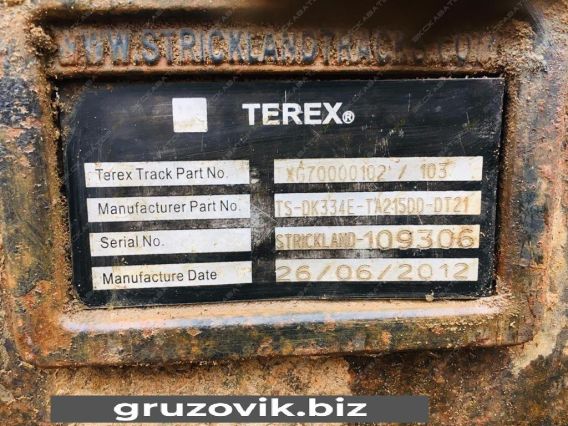 WWW.STRICKLANDTRACKS.COM
TEREX®
Terex Track Part No. XG70000102 / 103
Manufacturer Part No. TS-DK334E-TA215DD-DT21
Serial No. STRICKLAND-109306
Manufacture Date 26/06/2012
gruzovik.biz